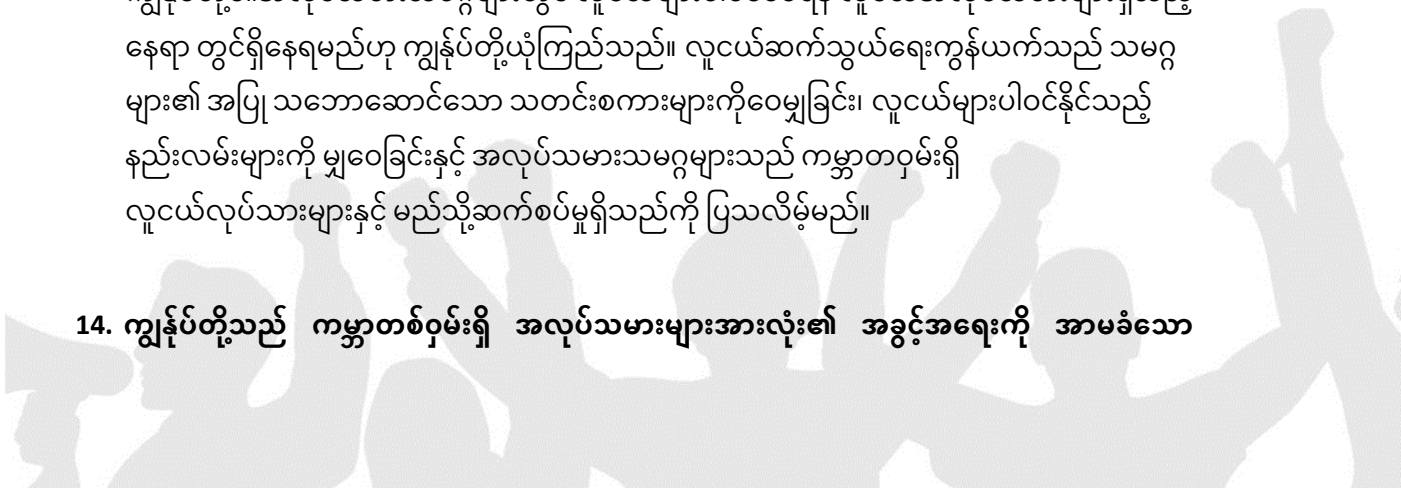 နေရာ တွင်ရှိနေရမည်ဟု ကျွန်ုပ်တို့ယုံကြည်သည်။ လူငယ်ဆက်သွယ်ရေးကွန်ယက်သည် သမဂ္ဂ
များ၏ အပြု သဘောဆောင်သော သတင်းစကားများကိုဝေမျှခြင်း၊ လူငယ်များပါဝင်နိုင်သည့်
နည်းလမ်းများကို မျှဝေခြင်းနှင့် အလုပ်သမားသမဂ္ဂများသည် ကမ္ဘာတဝှမ်းရှိ
လူငယ်လုပ်သားများနှင့် မည်သို့ဆက်စပ်မှုရှိသည်ကို ပြသလိမ့်မည်။
14. ကျွန်ုပ်တို့သည် ကမ္ဘာတစ်ဝှမ်းရှိ အလုပ်သမားများအားလုံး၏ အခွင့်အရေးကို အာမခံသော